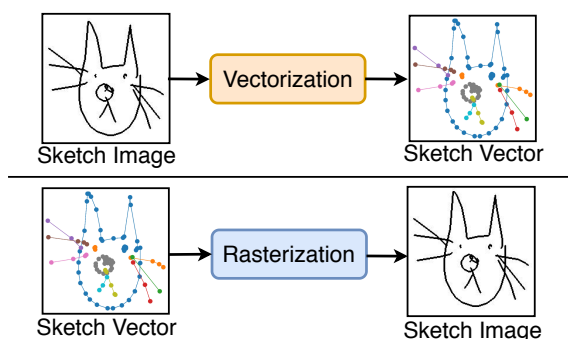 Vectorization
Sketch Image
Sketch Vector
Rasterization
Sketch Vector
Sketch Image